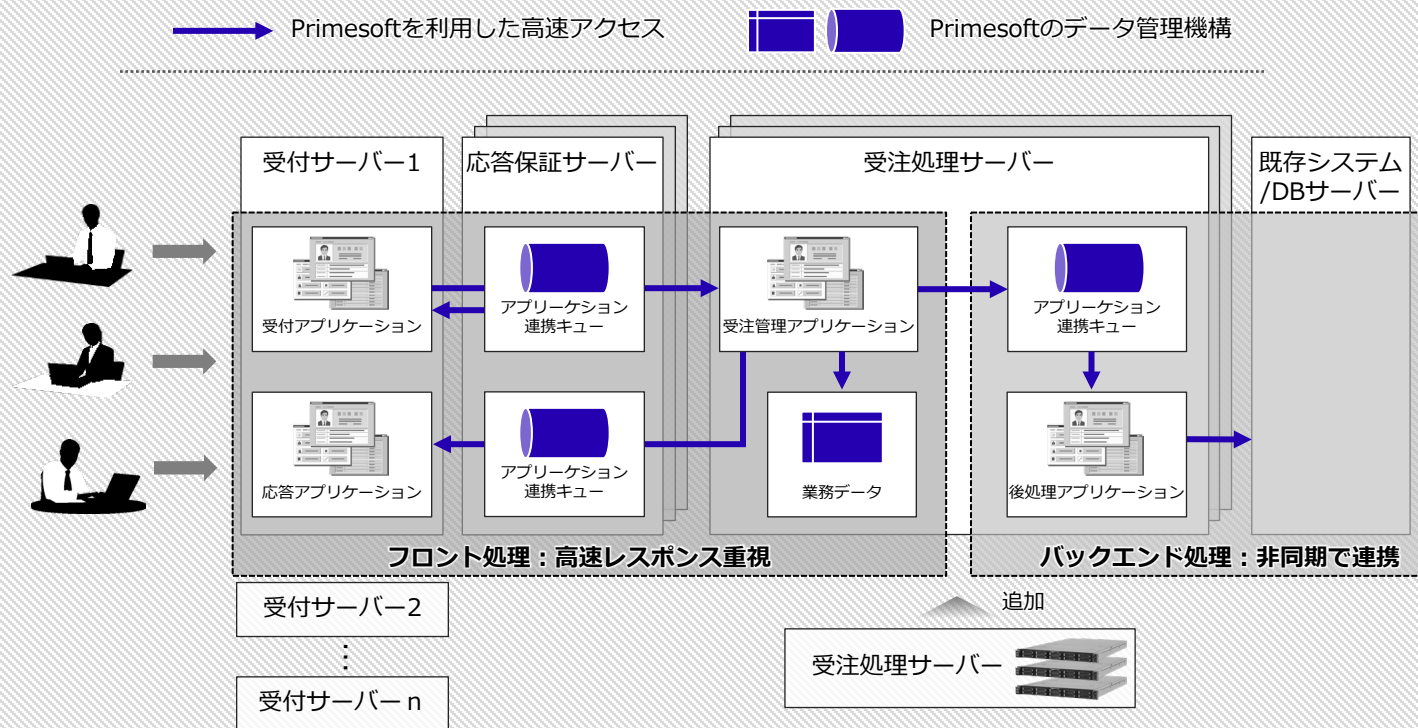 Primesoftを利用した高速アクセス
Primesoftのデータ管理機構
受付サーバー1
応答保証サーバー
受注処理サーバー
既存システム
/DBサーバー
受付アプリケーション
アプリーケション
連携キュー
受注管理アプリケーション
アプリーケション
連携キュー
応答アプリケーション
アプリーケション
連携キュー
業務データ
後処理アプリケーション
フロント処理：高速レスポンス重視
バックエンド処理：非同期で連携
受付サーバー2
追加
受注処理サーバー
受付サーバー n